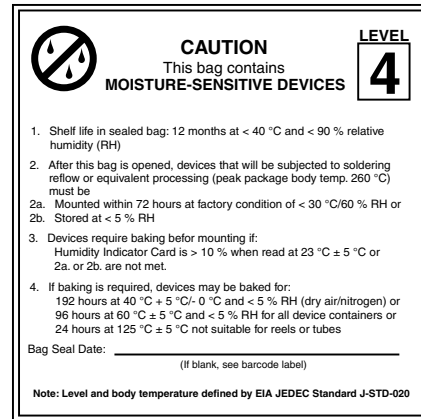 LEVEL
CAUTION
This bag contains
MOISTURE-SENSITIVE DEVICES
4
1. Shelf life in sealed bag: 12 months at < 40 °C and < 90 % relative
humidity (RH)
2. After this bag is opened, devices that will be subjected to soldering
reflow or equivalent processing (peak package body temp. 260 °C)
must be
2a. Mounted within 72 hours at factory condition of < 30 °C/60 % RH or
2b. Stored at < 5 % RH
3. Devices require baking befor mounting if:
Humidity Indicator Card is > 10 % when read at 23 °C ± 5 °C or
2a. or 2b. are not met.
4. If baking is required, devices may be baked for:
192 hours at 40 °C + 5 °C/- 0 °C and < 5 % RH (dry air/nitrogen) or
96 hours at 60 °C ± 5 °C and < 5 % RH for all device containers or
24 hours at 125 °C ± 5 °C not suitable for reels or tubes
Bag Seal Date:
(If blank, see barcode label)
Note: Level and body temperature defined by EIA JEDEC Standard J-STD-020